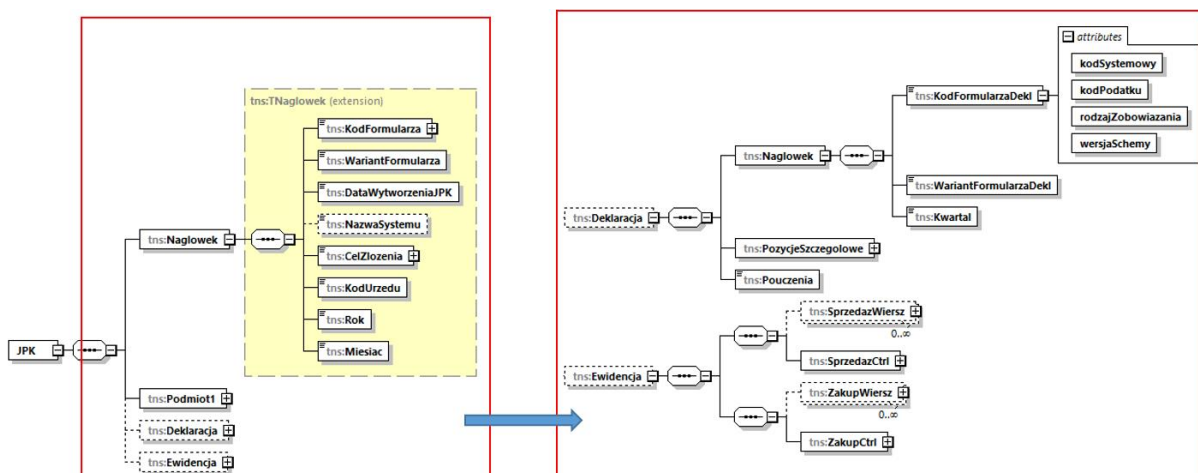 tns:TNaglowek (extension)
tns:KodFormularza
tns:WariantFormularza
tns:DataWytworzeniaJPK
tns:NazwaSystemu
tns:CelZlozenia
tns:KodUrzedu
tns:Rok
tns:Miesiac
tns:Naglowek
JPK
tns:Podmiot1
tns:Deklaracja
tns:Ewidencja
attributes
kodSystemowy
kodPodatku
rodzajZobowiazania
wersjaSchemy
tns:KodFormularzaDekl
tns:Naglowek
tns:WariantFormularzaDekl
tns:Kwartal
tns:Deklaracja
tns:PozycjeSzczegolowe
tns:Pouczenia
tns:SprzedazWiersz
0..∞
tns:SprzedazCtrl
tns:Ewidencja
tns:ZakupWiersz
0..∞
tns:ZakupCtrl